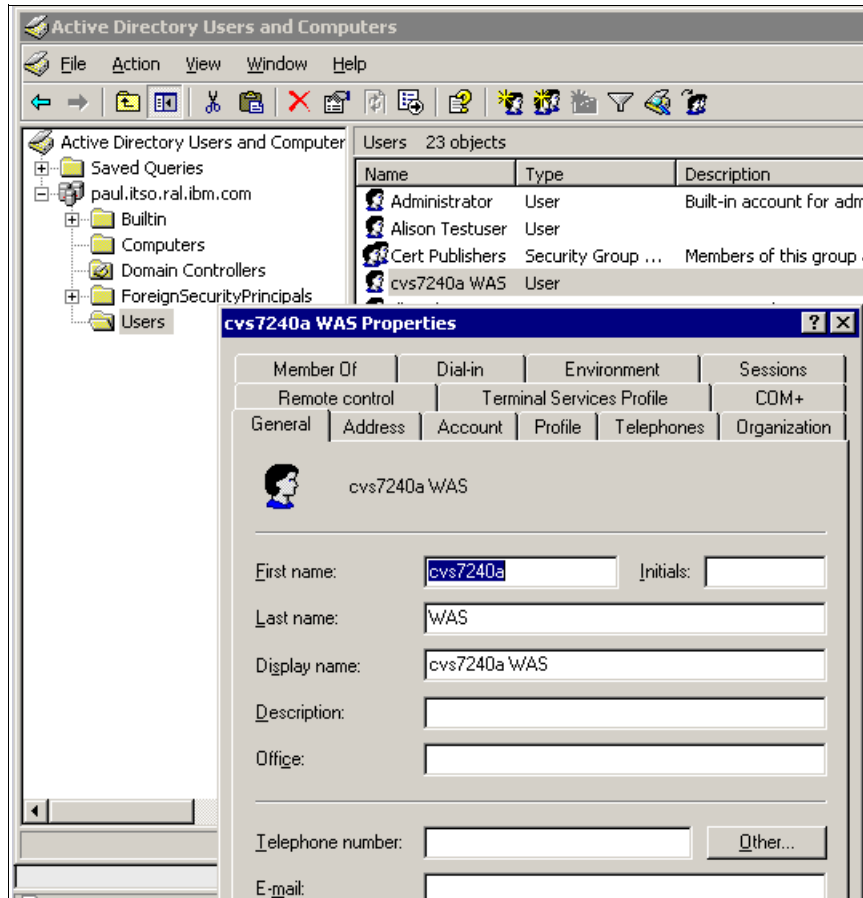 Active Directory Users and Computers
File Action View Window Help
Active Directory Users and Computer
Saved Queries
paul.itso.ral.ibm.com
Builtin
Computers
Domain Controllers
ForeignSecurityPrincipals
Users
Users 23 objects
Name Type Description
Administrator User Built-in account for adm
Alison Testuser User
Cert Publishers Security Group ... Members of this group
cvs7240a WAS User
cvs7240a WAS Properties
Member Of Dial-in Environment Sessions
Remote control Terminal Services Profile COM+
General Address Account Profile Telephones Organization
cvs7240a WAS
First name: cvs7240a Initials:
Last name: WAS
Display name: cvs7240a WAS
Description:
Office:
Telephone number: Other...
E-mail: